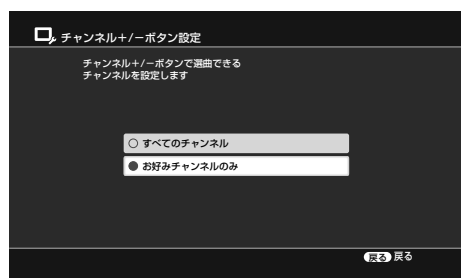 チャンネル+/-ボタン設定
チャンネル+/-ボタンで選曲できる
チャンネルを設定します
○ すべてのチャンネル
● お好みチャンネルのみ
戻る 戻る